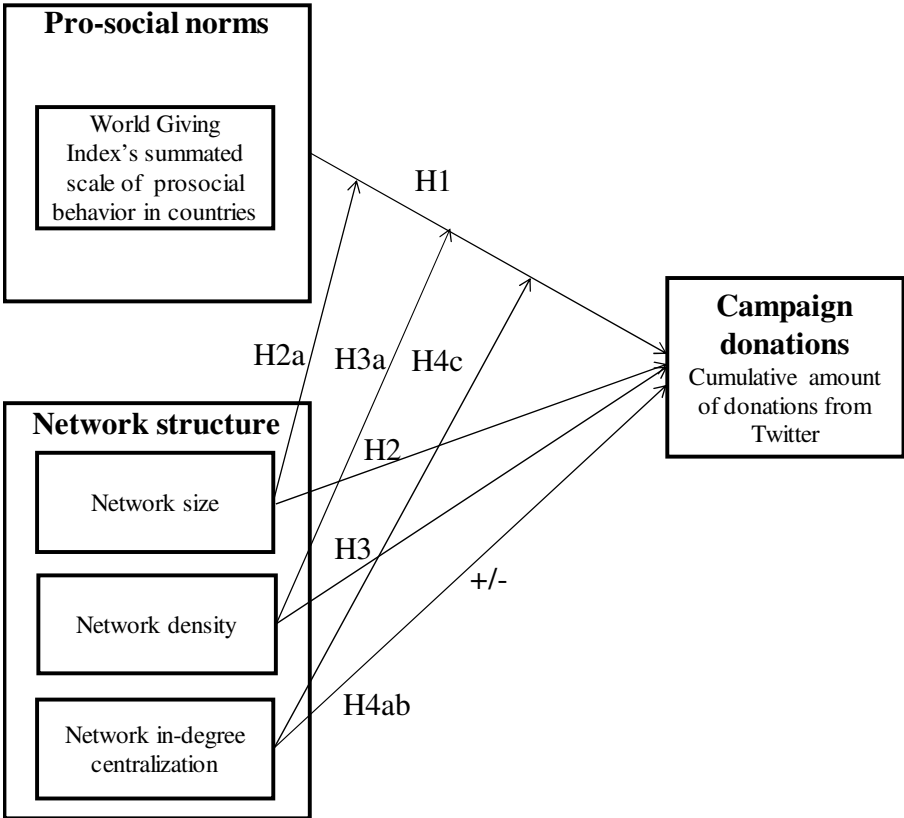 Pro-social norms
World Giving
Index's summated
scale of prosocial
behavior in countries
H1
H2a
H3a
H4c
Campaign
donations
Cumulative amount
of donations from
Twitter
Network structure
Network size
H2
Network density
H3
+/-
Network in-degree
centralization
H4ab